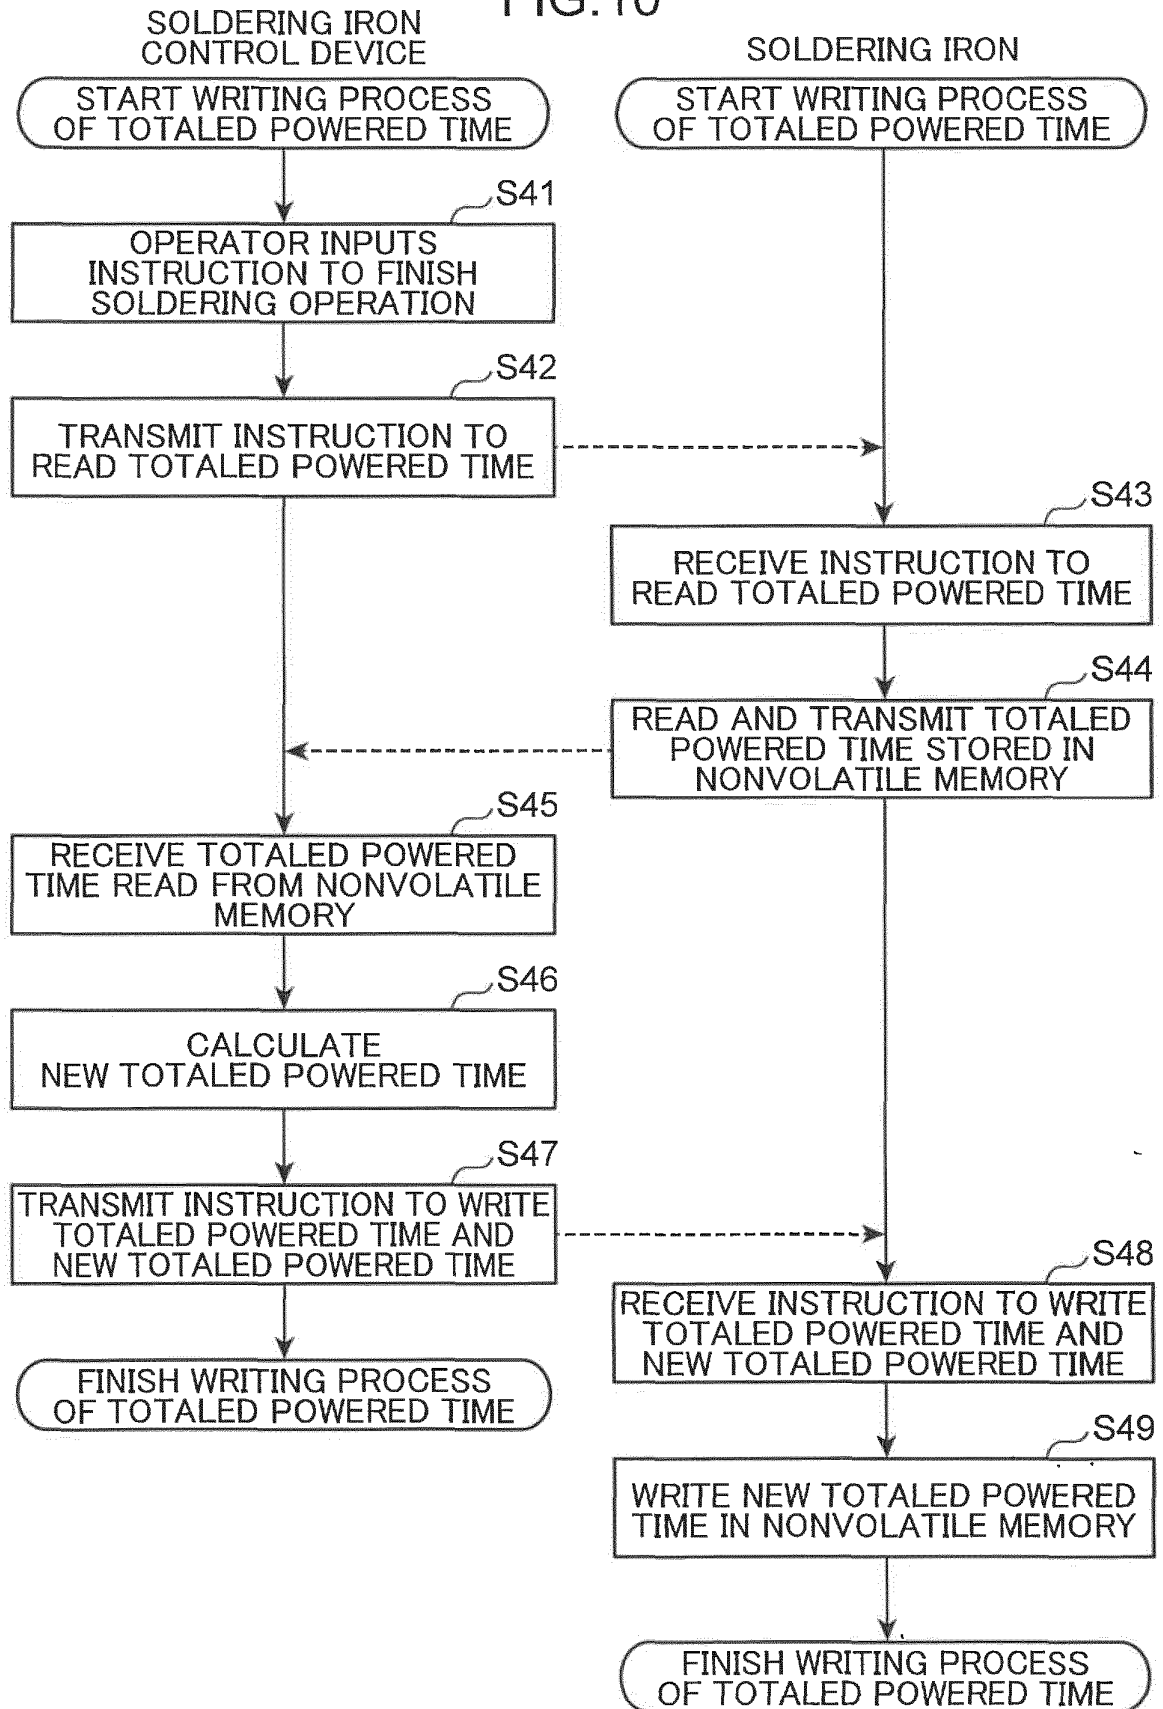 FIG.10
SOLDERING IRON
CONTROL DEVICE
START WRITING PROCESS
OF TOTALED POWERED TIME
S41
OPERATOR INPUTS
INSTRUCTION TO FINISH
SOLDERING OPERATION
S42
TRANSMIT INSTRUCTION TO
READ TOTALED POWERED TIME
S45
RECEIVE TOTALED POWERED
TIME READ FROM NONVOLATILE
MEMORY
S46
CALCULATE
NEW TOTALED POWERED TIME
S47
TRANSMIT INSTRUCTION TO WRITE
TOTALED POWERED TIME AND
NEW TOTALED POWERED TIME
FINISH WRITING PROCESS
OF TOTALED POWERED TIME
SOLDERING IRON
START WRITING PROCESS
OF TOTALED POWERED TIME
S43
RECEIVE INSTRUCTION TO
READ TOTALED POWERED TIME
S44
READ AND TRANSMIT TOTALED
POWERED TIME STORED IN
NONVOLATILE MEMORY
S48
RECEIVE INSTRUCTION TO WRITE
TOTALED POWERED TIME AND
NEW TOTALED POWERED TIME
S49
WRITE NEW TOTALED POWERED
TIME IN NONVOLATILE MEMORY
FINISH WRITING PROCESS
OF TOTALED POWERED TIME